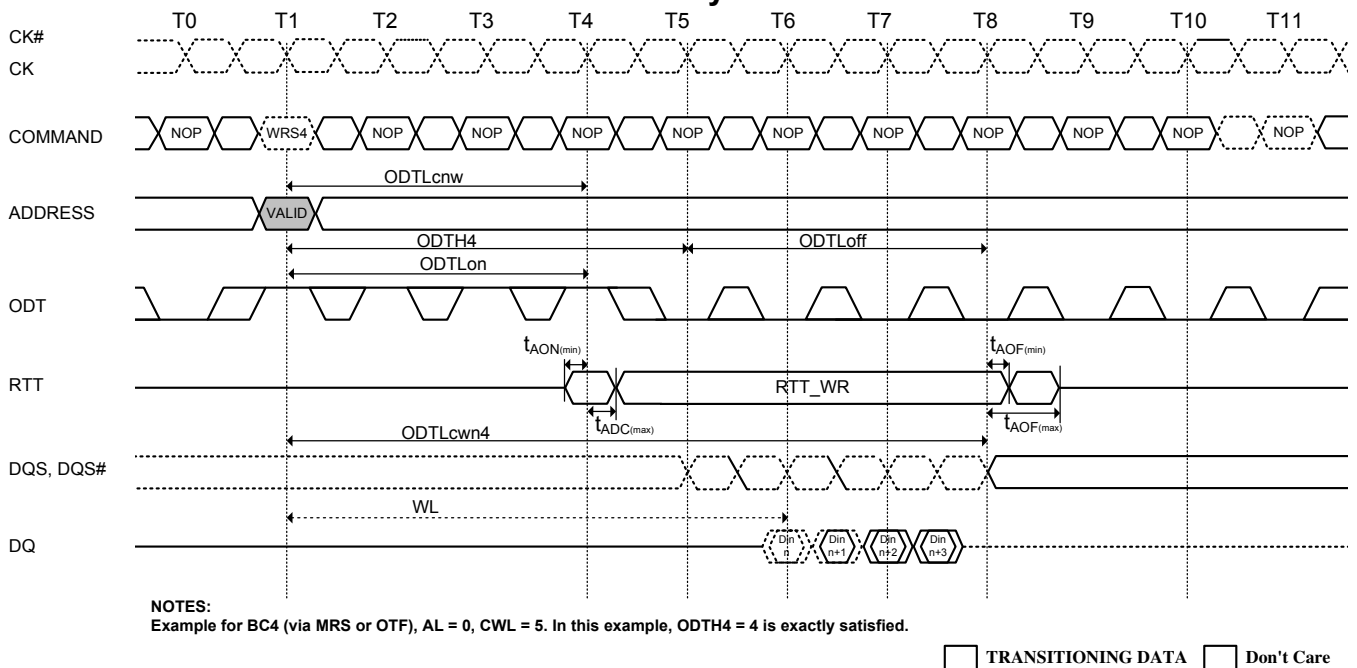 T0 T1 T2 T3 T4 T5 T6 T7 T8 T9 T10 T11
CK#
CK
COMMAND NOP WRS4 NOP NOP NOP NOP NOP NOP NOP NOP NOP NOP
ODTLcnw
ADDRESS VALID
ODTH4 ODTLoff
ODTLon
ODT
tAON(min) tAOF(min)
RTT RTT_WR
tADC(max) tAOF(max)
ODTLcwn4
DQS, DQS#
WL
DQ Din n Din n+1 Din n+2 Din n+3
NOTES:
Example for BC4 (via MRS or OTF), AL = 0, CWL = 5. In this example, ODTH4 = 4 is exactly satisfied.
TRANSITIONING DATA Don't Care